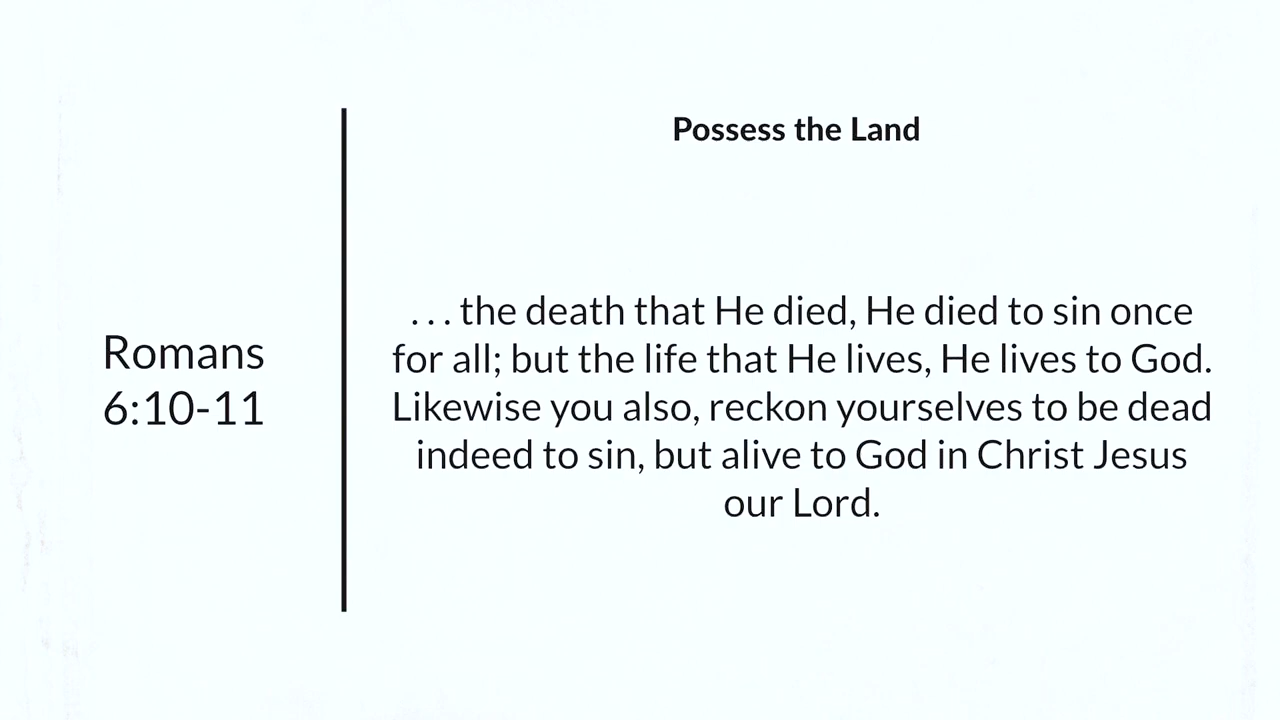 Possess the Land
Romans
6:10-11
. . . the death that He died, He died to sin once
for all; but the life that He lives, He lives to God.
Likewise you also, reckon yourselves to be dead
indeed to sin, but alive to God in Christ Jesus
our Lord.